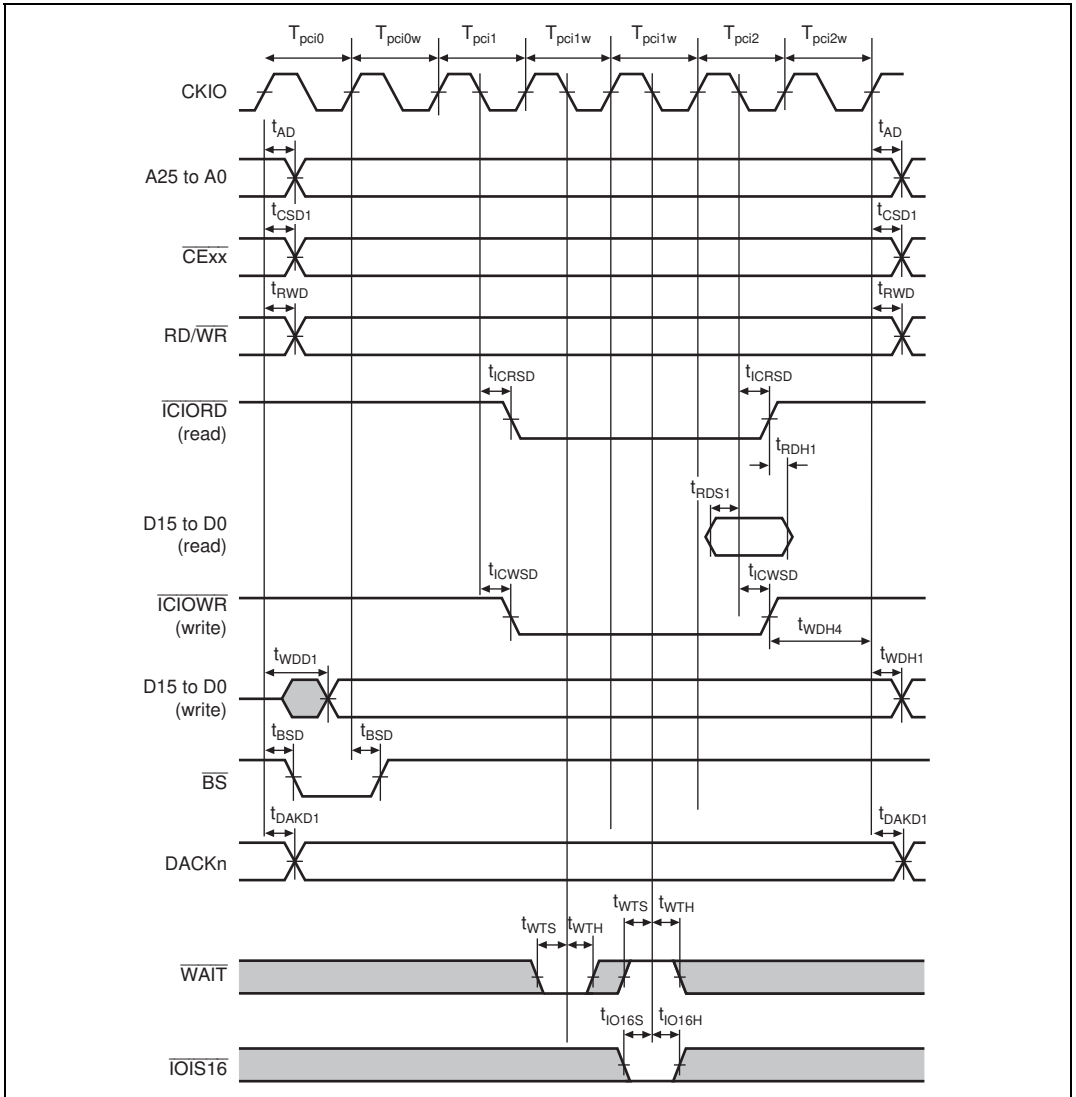 Tpci0 Tpci0w Tpci1 Tpci1w Tpci1w Tpci2 Tpci2w
CKIO
tAD tAD
A25 to A0
tCSD1 tCSD1
CExx
tRWD tRWD
RD/WR
tICRSD tICRSD
ICIORD
(read)
tRDH1
tRDS1
D15 to D0
(read)
tICWSD tICWSD
ICIOWR
(write)
tWDH4
tWDD1 tWDH1
D15 to D0
(write)
tBSD tBSD
BS
tDAKD1 tDAKD1
DACKn
tWTS tWTH tWTS tWTH
WAIT
tIO16S tIO16H
IOIS16